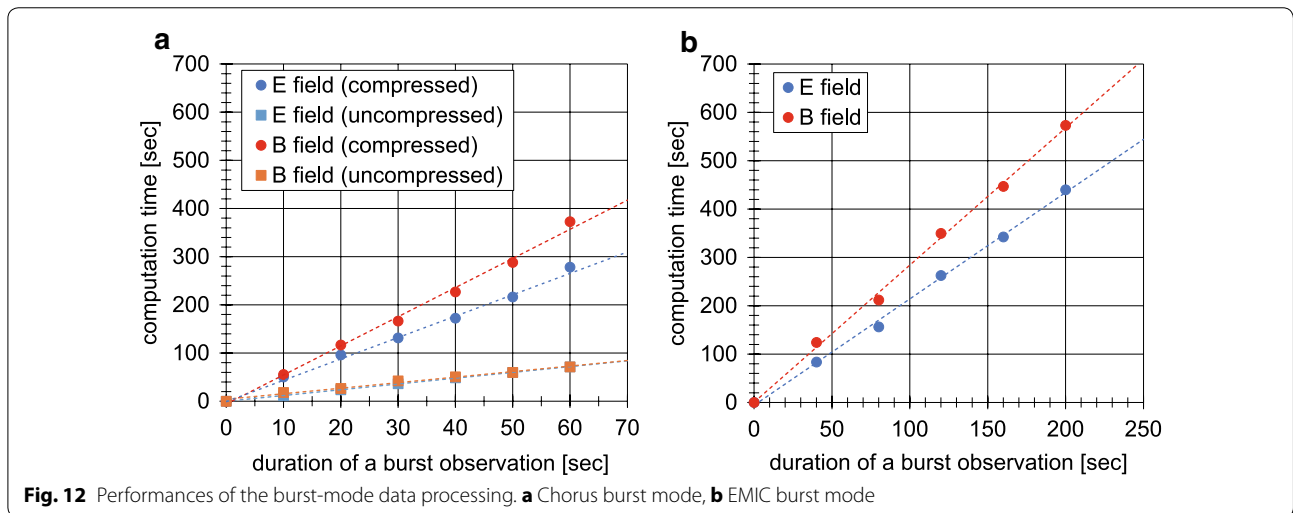 a
700
600
500
400
300
200
100
0
computation time [sec]
E field (compressed)
E field (uncompressed)
B field (compressed)
B field (uncompressed)
0 10 20 30 40 50 60 70
duration of a burst observation [sec]
b
700
600
500
400
300
200
100
0
computation time [sec]
E field
B field
0 50 100 150 200 250
duration of a burst observation [sec]
Fig. 12 Performances of the burst-mode data processing. a Chorus burst mode, b EMIC burst mode